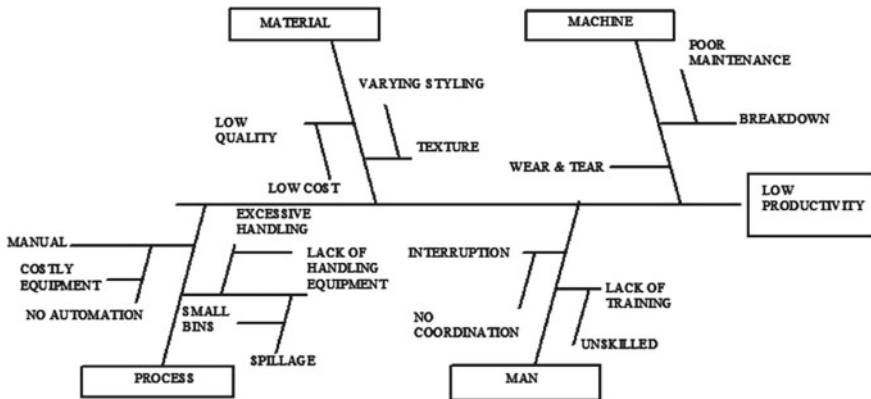 MATERIAL
MACHINE
POOR
MAINTENANCE
VARYING STYLING
LOW
QUALITY
BREAKDOWN
TEXTURE
WEAR & TEAR
LOW COST
LOW
PRODUCTIVITY
EXCESSIVE
HANDLING
MANUAL
LACK OF
HANDLING
EQUIPMENT
INTERRUPTION
COSTLY
EQUIPMENT
LACK OF
TRAINING
NO AUTOMATION
SMALL
BINS
NO
COORDINATION
UNSKILLED
SPILLAGE
PROCESS
MAN